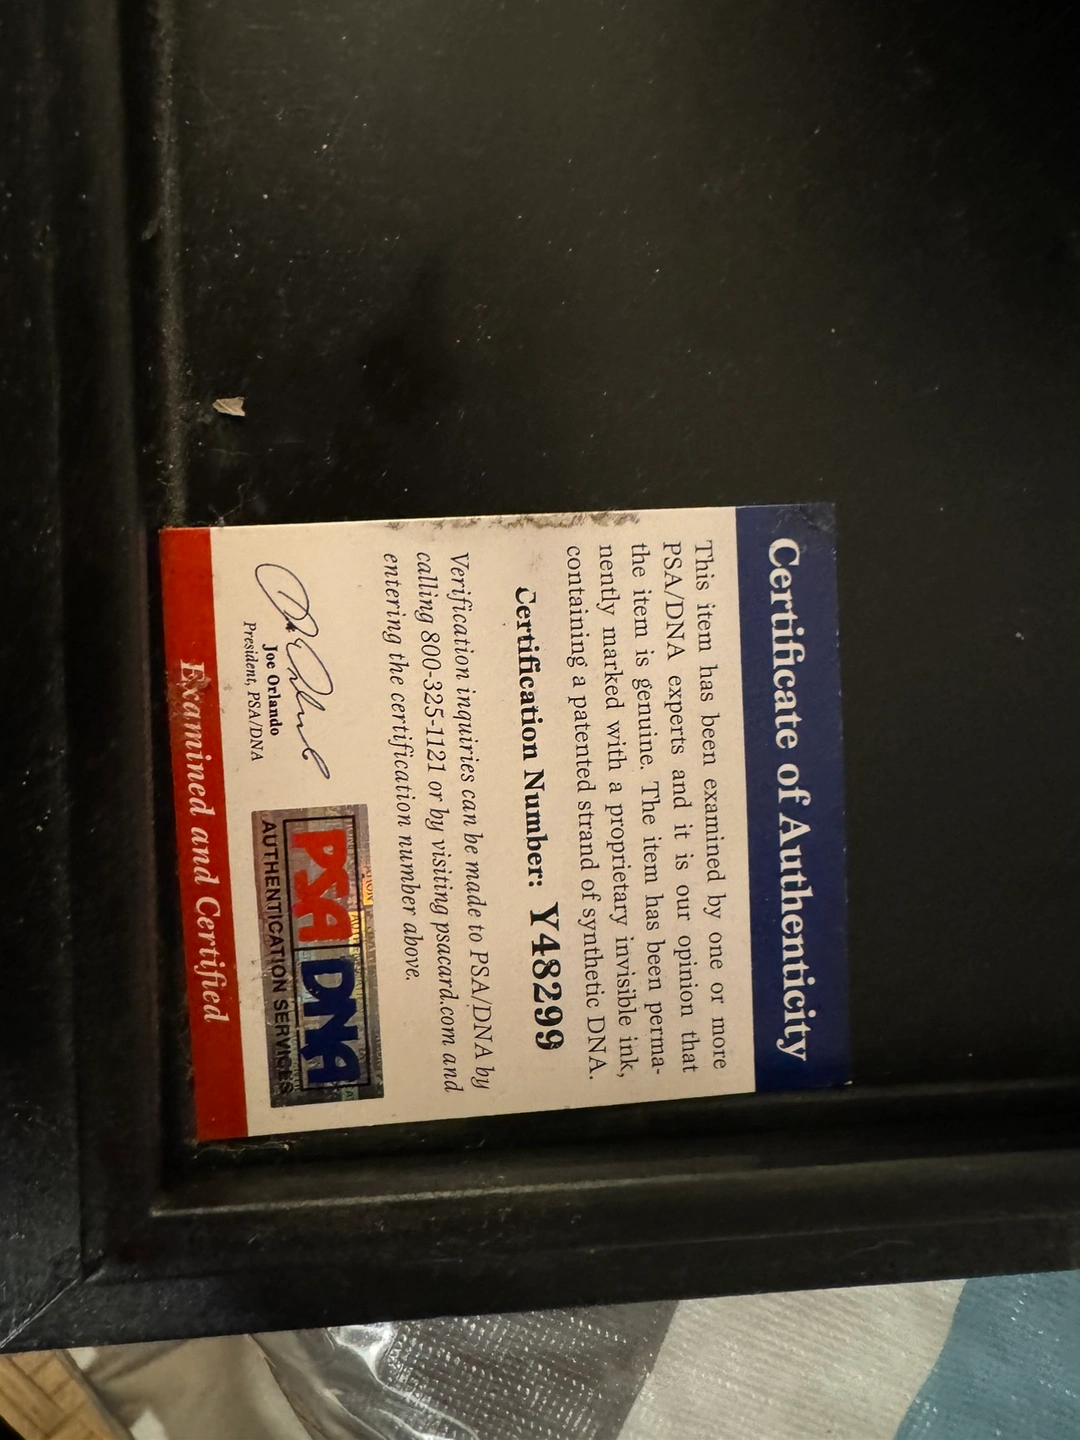 Certificate of Authenticity
This item has been examined by one or more
PSA/DNA experts and it is our opinion that
the item is genuine. The item has been perma-
nently marked with a proprietary invisible ink,
containing a patented strand of synthetic DNA.
Certification Number: Y48299
Verification inquiries can be made to PSA/DNA by
calling 800-325-1121 or by visiting psacard.com and
entering the certification number above.
Joe Orlando
President, PSA/DNA
PSA DNA
AUTHENTICATION SERVICES
Examined and Certified